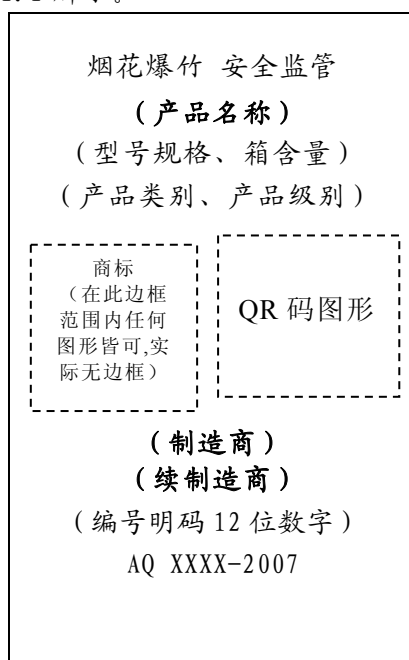 烟花爆竹 安全监管
（产品名称）
（型号规格、箱含量）
（产品类别、产品级别）
商标
（在此边框
范围内任何
图形皆可,实
际无边框）
QR 码图形
（制造商）
（续制造商）
（编号明码 12 位数字）
AQ XXXX-2007